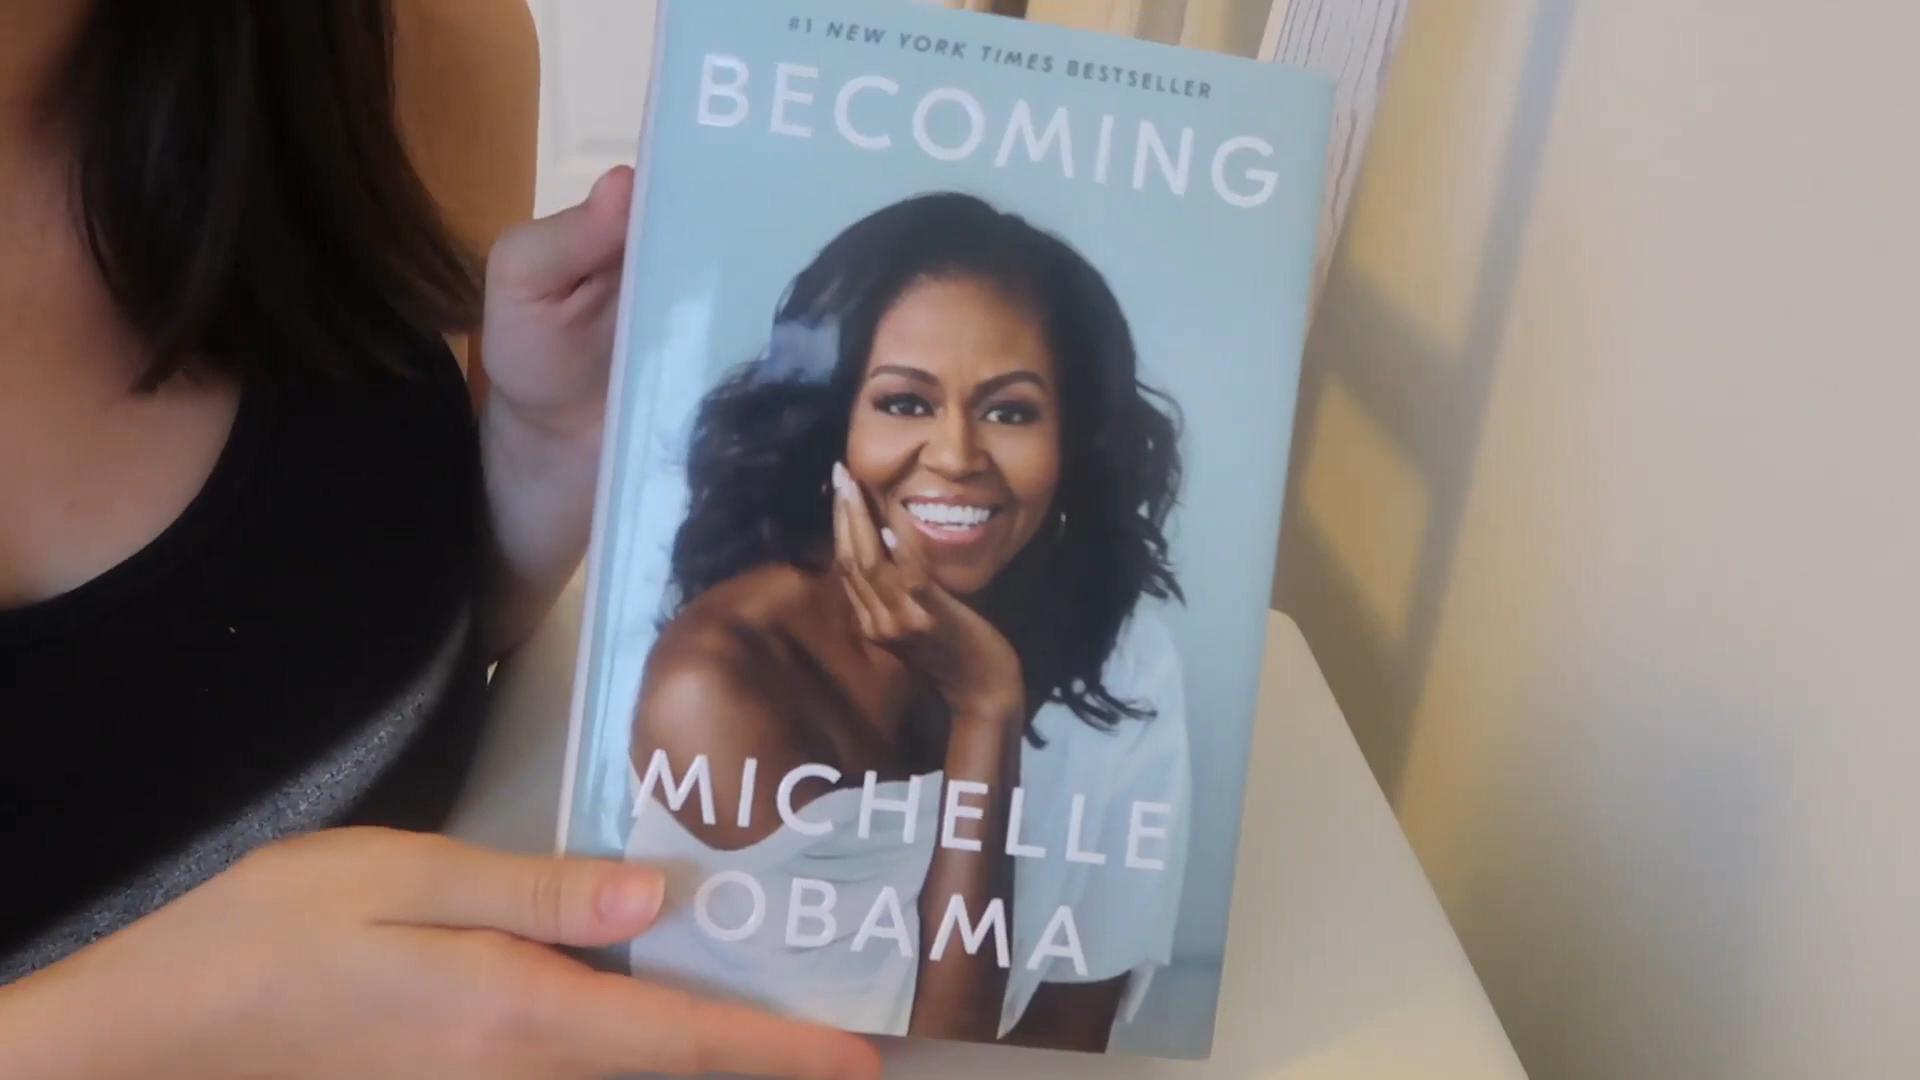 #1 NEW YORK TIMES BESTSELLER
BECOMING
MICHELLE
OBAMA